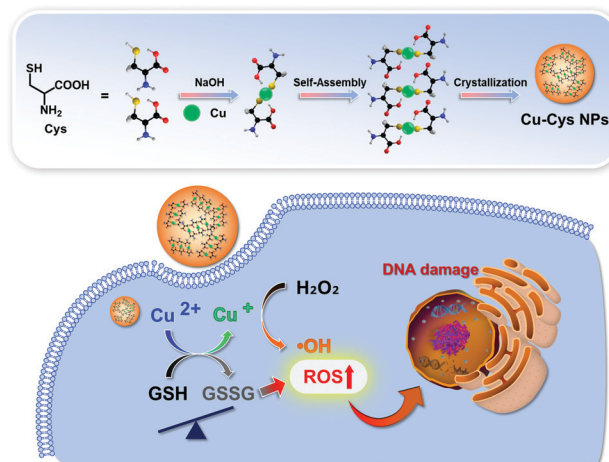 SH
COOH
NH₂
Cys
=
NaOH
Cu
Self-Assembly
Crystallization
Cu-Cys NPs
DNA damage
H₂O₂
Cu ²⁺
Cu ⁺
•OH
GSH
GSSG
ROS